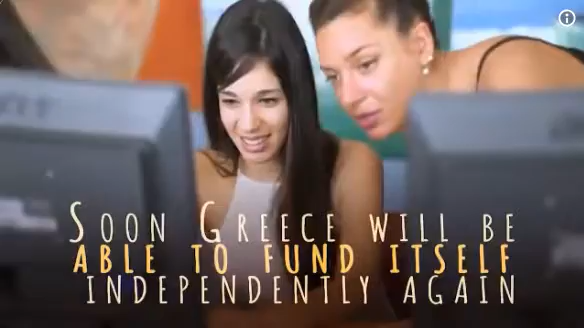 Soon Greece will be
able to fund itself
independently again